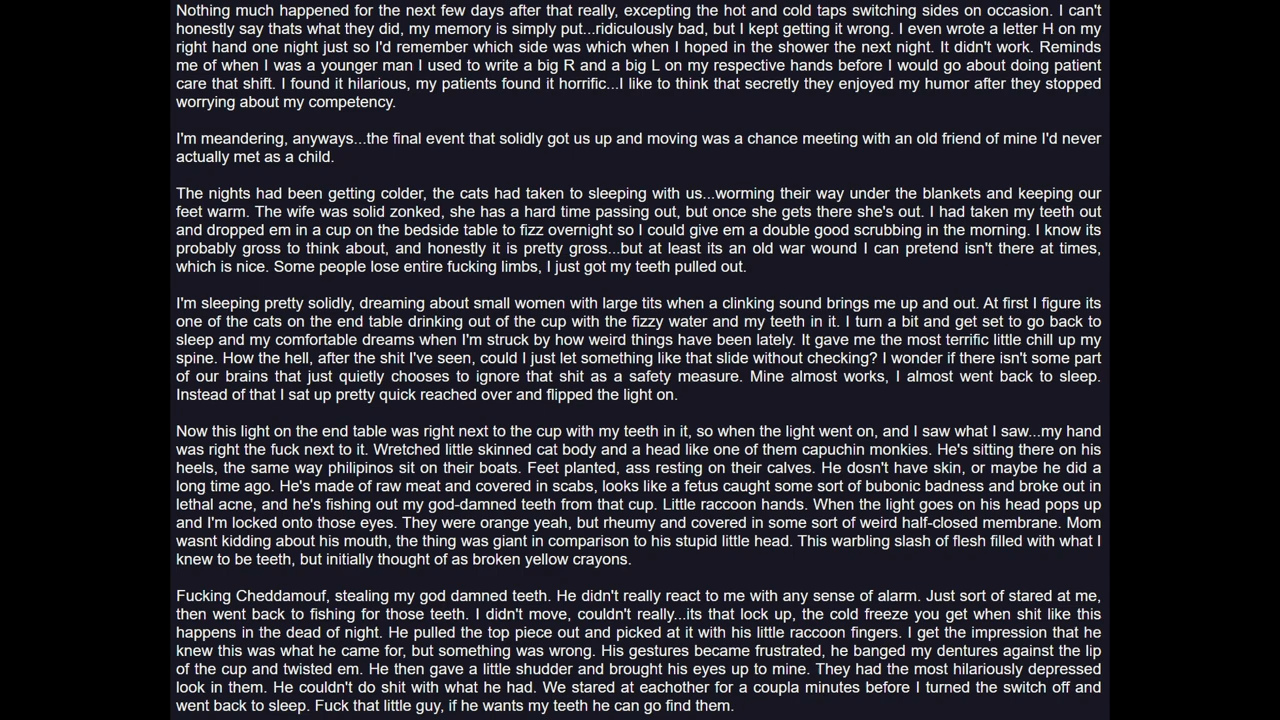 Nothing much happened for the next few days after that really, excepting the hot and cold taps switching sides on occasion. I can't
honestly say thats what they did, my memory is simply put...ridiculously bad, but I kept getting it wrong. I even wrote a letter H on my
right hand one night just so I'd remember which side was which when I hoped in the shower the next night. It didn't work. Reminds
me of when I was a younger man I used to write a big R and a big L on my respective hands before I would go about doing patient
care that shift. I found it hilarious, my patients found it horrific...I like to think that secretly they enjoyed my humor after they stopped
worrying about my competency.
I'm meandering, anyways...the final event that solidly got us up and moving was a chance meeting with an old friend of mine I'd never
actually met as a child.
The nights had been getting colder, the cats had taken to sleeping with us...worming their way under the blankets and keeping our
feet warm. The wife was solid zonked, she has a hard time passing out, but once she gets there she's out. I had taken my teeth out
and dropped em in a cup on the bedside table to fizz overnight so I could give em a double good scrubbing in the morning. I know its
probably gross to think about, and honestly it is pretty gross...but at least its an old war wound I can pretend isn't there at times,
which is nice. Some people lose entire fucking limbs, I just got my teeth pulled out.
I'm sleeping pretty solidly, dreaming about small women with large tits when a clinking sound brings me up and out. At first I figure its
one of the cats on the end table drinking out of the cup with the fizzy water and my teeth in it. I turn a bit and get set to go back to
sleep and my comfortable dreams when I'm struck by how weird things have been lately. It gave me the most terrific little chill up my
spine. How the hell, after the shit I've seen, could I just let something like that slide without checking? I wonder if there isn't some part
of our brains that just quietly chooses to ignore that shit as a safety measure. Mine almost works, I almost went back to sleep.
Instead of that I sat up pretty quick reached over and flipped the light on.
Now this light on the end table was right next to the cup with my teeth in it, so when the light went on, and I saw what I saw...my hand
was right the fuck next to it. Wretched little skinned cat body and a head like one of them capuchin monkies. He's sitting there on his
heels, the same way philipinos sit on their boats. Feet planted, ass resting on their calves. He dosn't have skin, or maybe he did a
long time ago. He's made of raw meat and covered in scabs, looks like a fetus caught some sort of bubonic badness and broke out in
lethal acne, and he's fishing out my god-damned teeth from that cup. Little raccoon hands. When the light goes on his head pops up
and I'm locked onto those eyes. They were orange yeah, but rheumy and covered in some sort of weird half-closed membrane. Mom
wasnt kidding about his mouth, the thing was giant in comparison to his stupid little head. This warbling slash of flesh filled with what I
knew to be teeth, but initially thought of as broken yellow crayons.
Fucking Cheddamouf, stealing my god damned teeth. He didn't really react to me with any sense of alarm. Just sort of stared at me,
then went back to fishing for those teeth. I didn't move, couldn't really...its that lock up, the cold freeze you get when shit like this
happens in the dead of night. He pulled the top piece out and picked at it with his little raccoon fingers. I get the impression that he
knew this was what he came for, but something was wrong. His gestures became frustrated, he banged my dentures against the lip
of the cup and twisted em. He then gave a little shudder and brought his eyes up to mine. They had the most hilariously depressed
look in them. He couldn't do shit with what he had. We stared at eachother for a coupla minutes before I turned the switch off and
went back to sleep. Fuck that little guy, if he wants my teeth he can go find them.